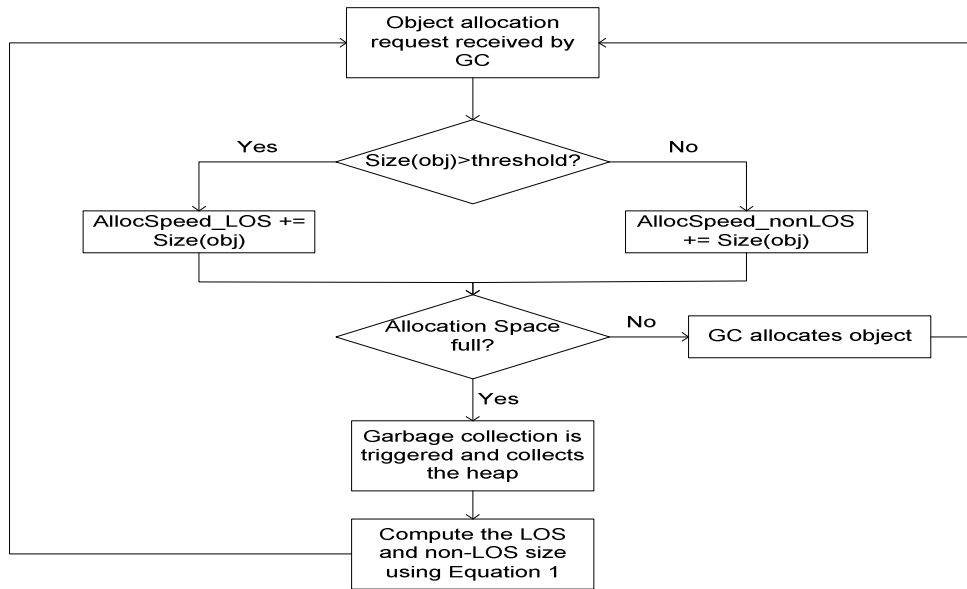 Object allocation
request received by
GC
Size(obj)>threshold?
Yes
No
AllocSpeed_LOS +=
Size(obj)
AllocSpeed_nonLOS
+= Size(obj)
Allocation Space
full?
No
GC allocates object
Yes
Garbage collection is
triggered and collects
the heap
Compute the LOS
and non-LOS size
using Equation 1